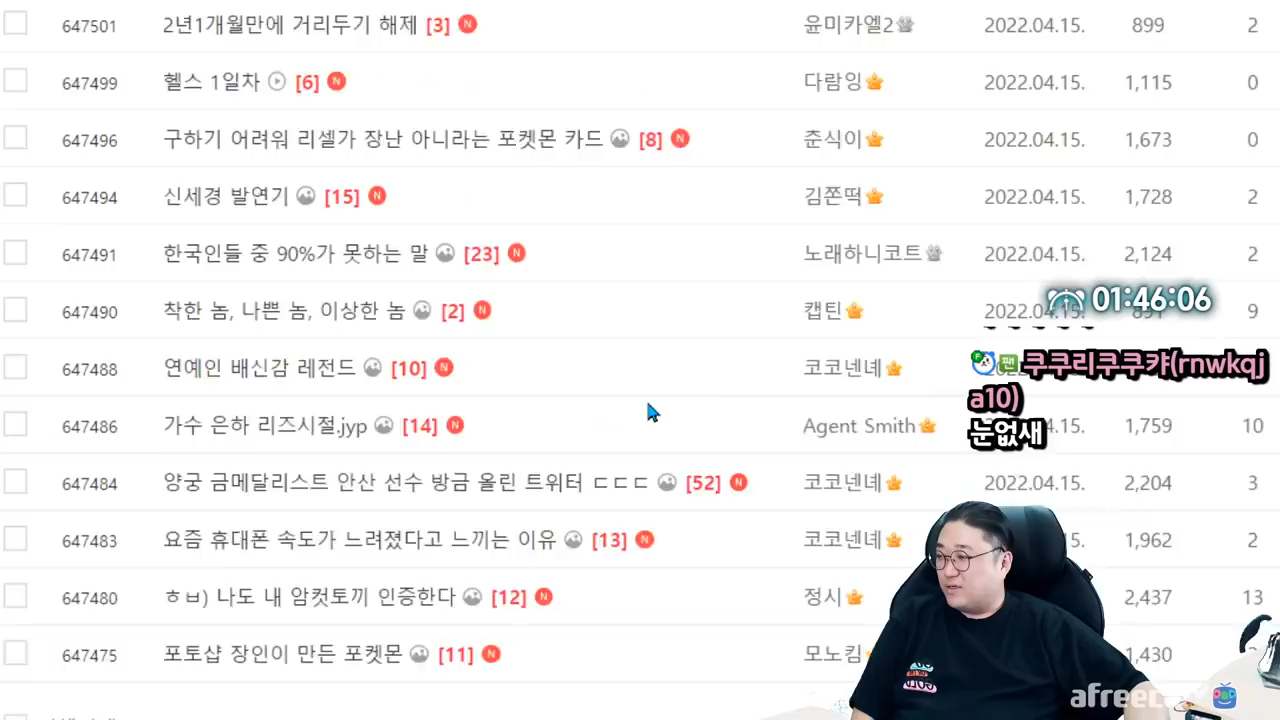 647501 2년1개월만에 거리두기 해제 [3] N 윤미카엘2 2022.04.15. 899 2
647499 헬스 1일차 [6] N 다람잉 2022.04.15. 1,115 0
647496 구하기 어려워 리셀가 장난 아니라는 포켓몬 카드 [8] N 춘식이 2022.04.15. 1,673 0
647494 신세경 발연기 [15] N 김쫀떡 2022.04.15. 1,728 2
647491 한국인들 중 90%가 못하는 말 [23] N 노래하니코트 2022.04.15. 2,124 2
01:46:06
647490 착한 놈, 나쁜 놈, 이상한 놈 [2] N 캡틴 9
647488 연예인 배신감 레전드 [10] N 코코넨네
F 팬 쿠쿠리쿠쿠캬(rnwkqj
a10)
눈없새
647486 가수 은하 리즈시절.jyp [14] N Agent Smith 1,759 10
647484 양궁 금메달리스트 안산 선수 방금 올린 트위터 ㄷㄷㄷ [52] N 코코넨네 2022.04.15. 2,204 3
647483 요즘 휴대폰 속도가 느려졌다고 느끼는 이유 [13] N 코코넨네 1,962 2
647480 ㅎㅂ) 나도 내 암컷토끼 인증한다 [12] N 정시 2,437 13
647475 포토샵 장인이 만든 포켓몬 [11] N 모노킴 1,430